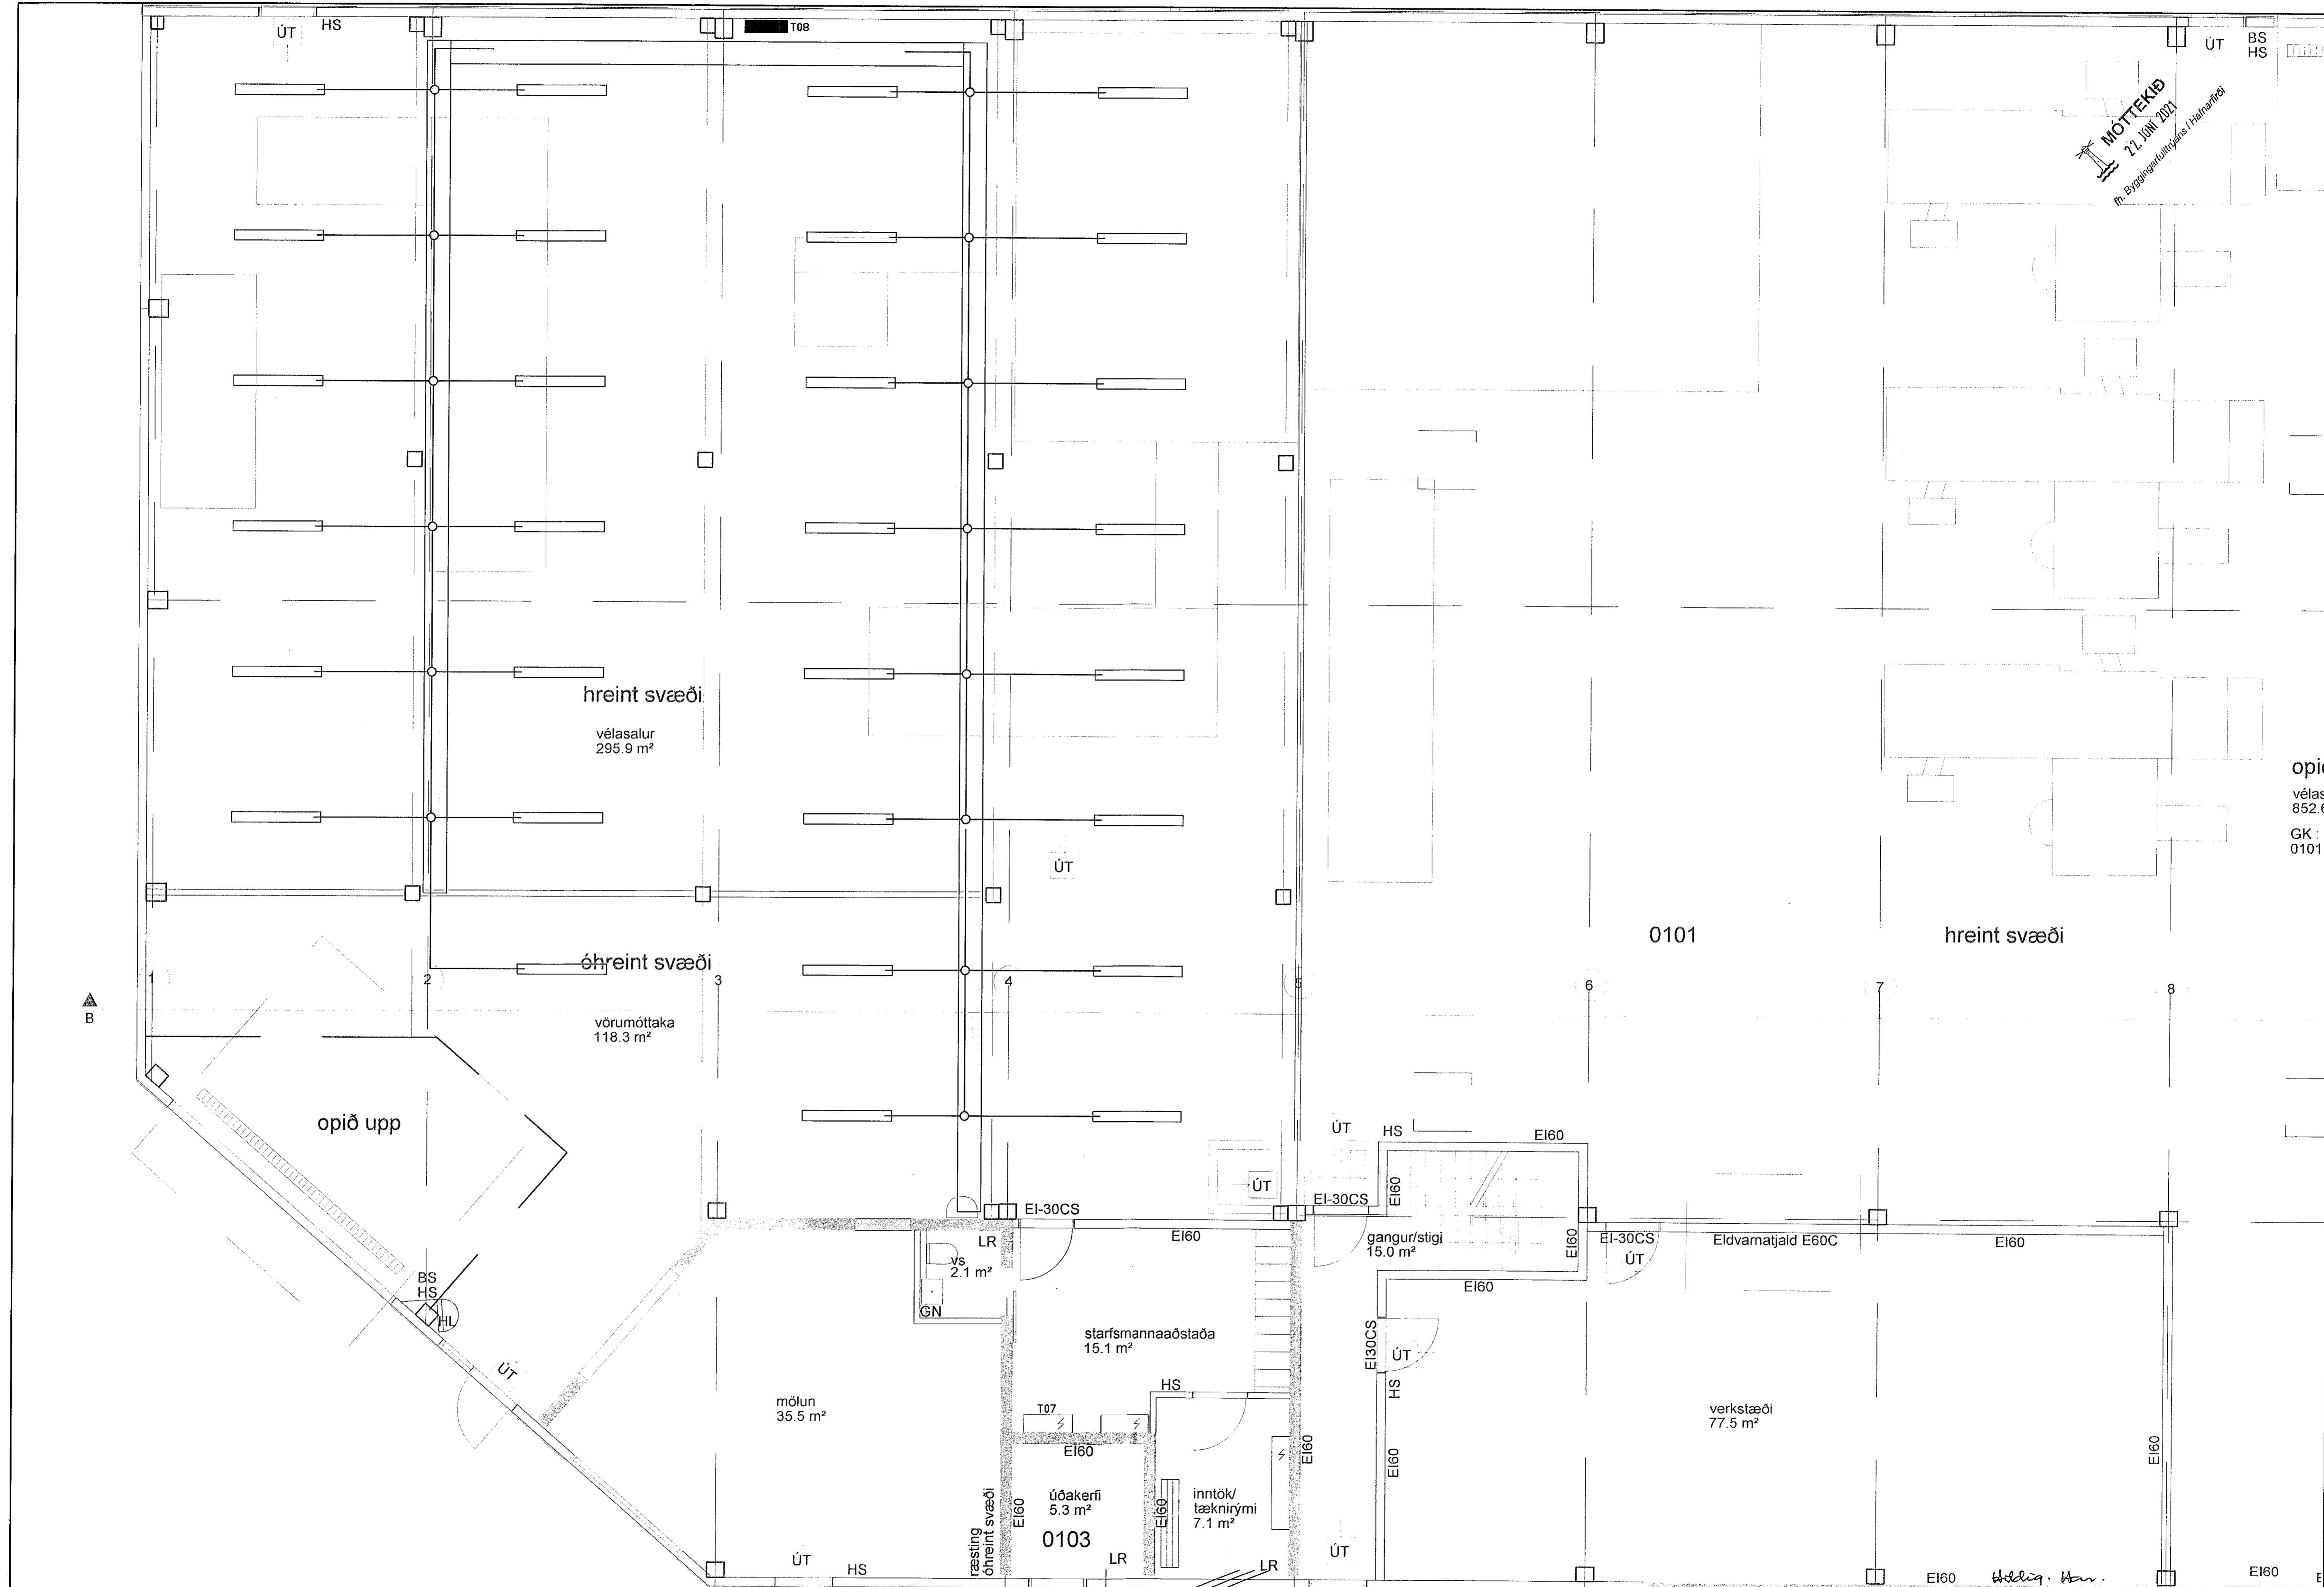 ÚT
HS
T08
ÚT
BS
HS
MÓTTEKIÐ
22. JÚNÍ 2021
fh. Byggingarfulltrúans í Hafnarfirði
hreint svæði
vélasalur
295.9 m²
ÚT
0101
hreint svæði
GK :
0101
óhreint svæði
1
2
3
4
5
6
7
8
B
vörumóttaka
118.3 m²
opið upp
ÚT
HS
EI60
ÚT
EI60
EI-30CS
EI-30CS
LR
EI60
gangur/stigi
15.0 m²
EI60
EI-30CS
ÚT
Eldvarnatjald E60C
EI60
vs
2.1 m²
BS
HS
HL
GN
EI60
starfsmannaaðstaða
15.1 m²
EI30CS
ÚT
ÚT
HS
HS
mölun
35.5 m²
T07
verkstæði
77.5 m²
EI60
EI60
EI60
EI60
úðakerfi
5.3 m²
0103
EI60
EI60
inntök/
tæknirými
7.1 m²
ræsting
óhreint svæði
ÚT
HS
LR
LR
ÚT
EI60
EI60